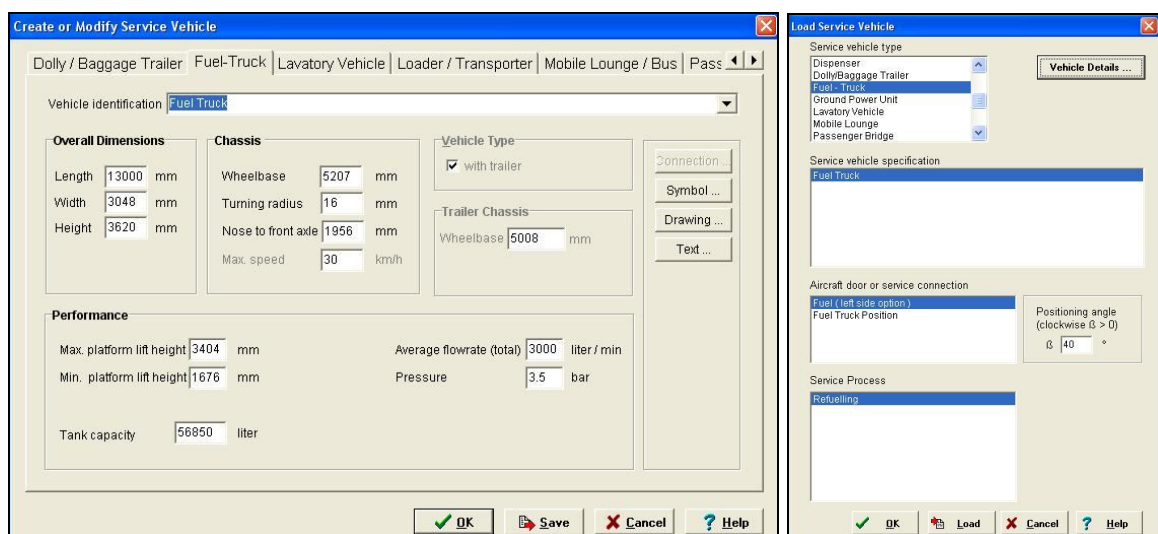 Create or Modify Service Vehicle
Dolly / Baggage Trailer Fuel-Truck Lavatory Vehicle Loader / Transporter Mobile Lounge / Bus Pass
Vehicle identification Fuel Truck
Overall Dimensions
Length 13000 mm
Width 3048 mm
Height 3620 mm
Chassis
Wheelbase 5207 mm
Turning radius 16 mm
Nose to front axle 1956 mm
Max. speed 30 km/h
Vehicle Type
with trailer
Trailer Chassis
Wheelbase 5008 mm
Connection ...
Symbol ...
Drawing ...
Text ...
Performance
Max. platform lift height 3404 mm
Min. platform lift height 1676 mm
Tank capacity 56850 liter
Average flowrate (total) 3000 liter / min
Pressure 3.5 bar
OK Save Cancel Help
Load Service Vehicle
Service vehicle type
Dispenser
Dolly/Baggage Trailer
Fuel - Truck
Ground Power Unit
Lavatory Vehicle
Mobile Lounge
Passenger Bridge
Vehicle Details ...
Service vehicle specification
Fuel Truck
Aircraft door or service connection
Fuel ( left side option )
Fuel Truck Position
Positioning angle
(clockwise ß > 0)
ß 40 °
Service Process
Refuelling
OK Load Cancel Help